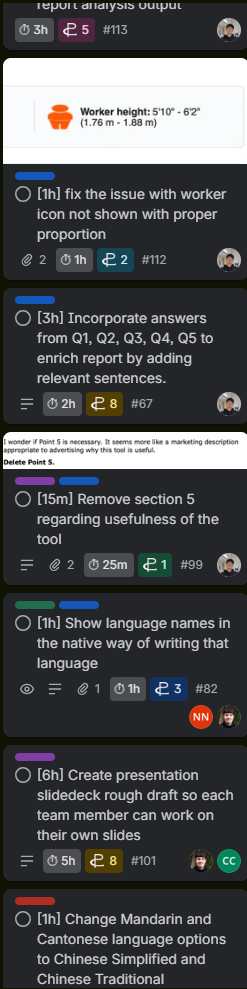 report analysis output
3h 5 #113
Worker height: 5'10" - 6'2"
(1.76 m - 1.88 m)
[1h] fix the issue with worker
icon not shown with proper
proportion
2 1h 2 #112
[3h] Incorporate answers
from Q1, Q2, Q3, Q4, Q5 to
enrich report by adding
relevant sentences.
2h 8 #67
I wonder if Point 5 is necessary. It seems more like a marketing description
appropriate to advertising why this tool is useful.
Delete Point 5.
[15m] Remove section 5
regarding usefulness of the
tool
2 25m 1 #99
[1h] Show language names in
the native way of writing that
language
1 1h 3 #82
NN
[6h] Create presentation
slidedeck rough draft so each
team member can work on
their own slides
5h 8 #101 CC
[1h] Change Mandarin and
Cantonese language options
to Chinese Simplified and
Chinese Traditional